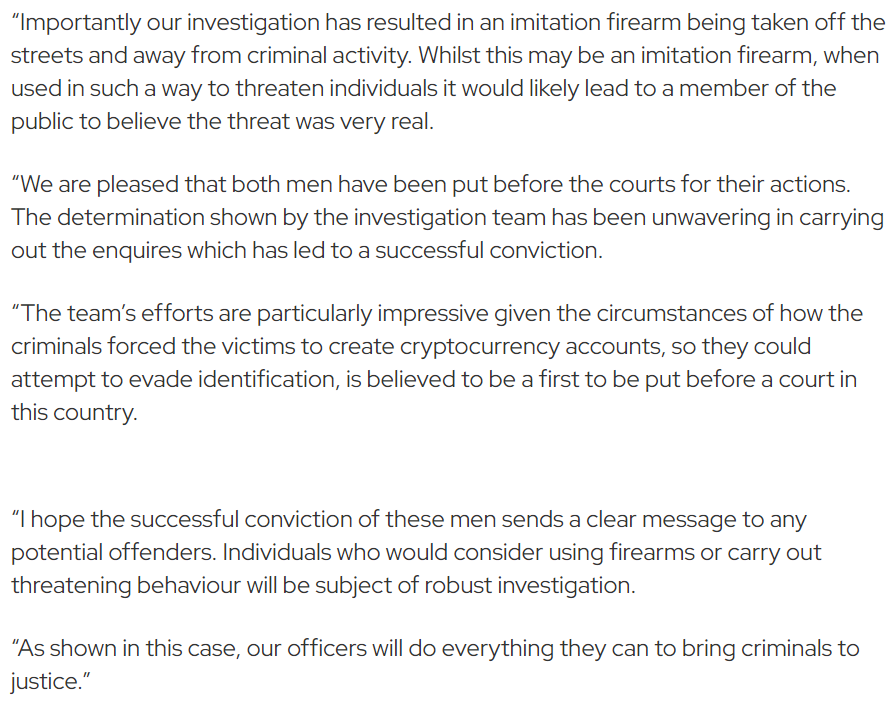 “Importantly our investigation has resulted in an imitation firearm being taken off the
streets and away from criminal activity. Whilst this may be an imitation firearm, when
used in such a way to threaten individuals it would likely lead to a member of the
public to believe the threat was very real.
“We are pleased that both men have been put before the courts for their actions.
The determination shown by the investigation team has been unwavering in carrying
out the enquires which has led to a successful conviction.
“The team’s efforts are particularly impressive given the circumstances of how the
criminals forced the victims to create cryptocurrency accounts, so they could
attempt to evade identification, is believed to be a first to be put before a court in
this country.
“I hope the successful conviction of these men sends a clear message to any
potential offenders. Individuals who would consider using firearms or carry out
threatening behaviour will be subject of robust investigation.
“As shown in this case, our officers will do everything they can to bring criminals to
justice.”